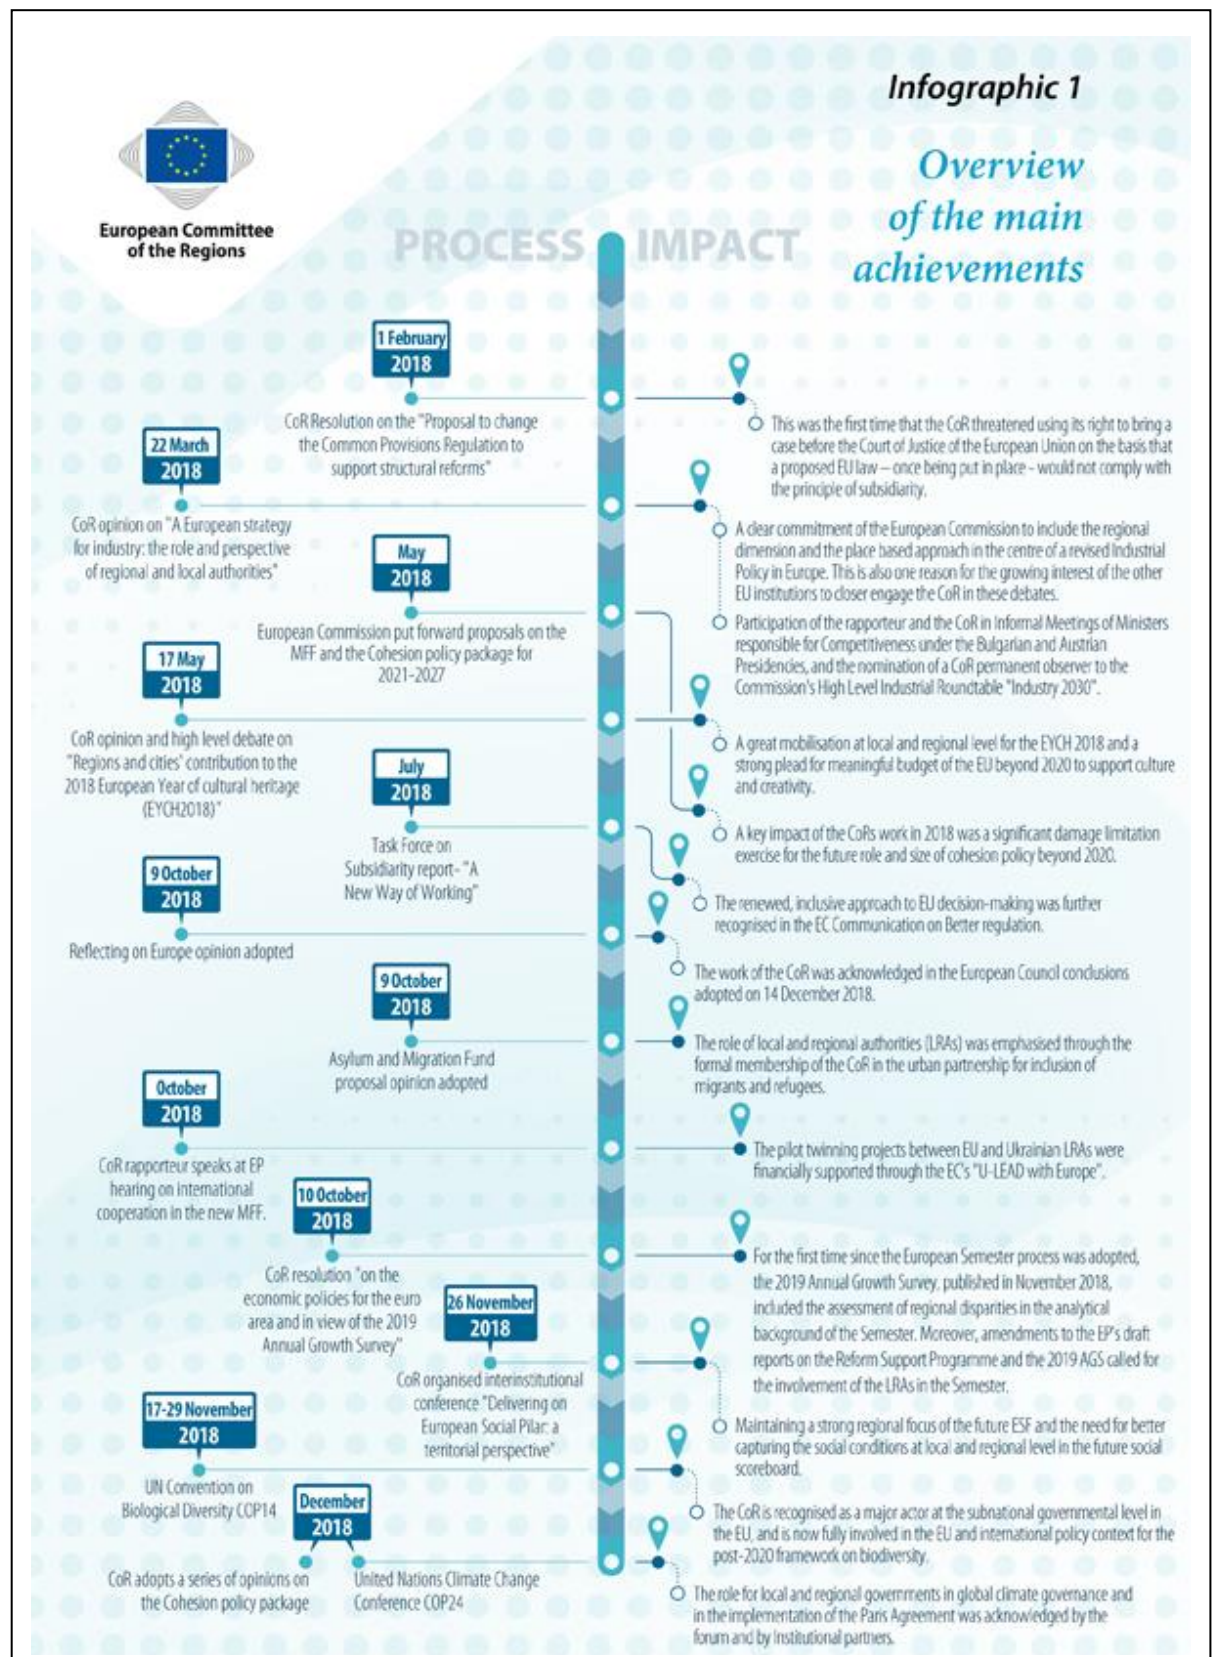 Infographic 1
Overview
of the main
achievements
European Committee
of the Regions
PROCESS
IMPACT
1 February
2018
CoR Resolution on the "Proposal to change
the Common Provisions Regulation to
support structural reforms"
This was the first time that the CoR threatened using its right to bring a
case before the Court of Justice of the European Union on the basis that
a proposed EU law – once being put in place - would not comply with
the principle of subsidiarity.
22 March
2018
CoR opinion on "A European strategy
for industry: the role and perspective
of regional and local authorities"
A clear commitment of the European Commission to include the regional
dimension and the place based approach in the centre of a revised Industrial
Policy in Europe. This is also one reason for the growing interest of the other
EU institutions to closer engage the CoR in these debates.
Participation of the rapporteur and the CoR in Informal Meetings of Ministers
responsible for Competitiveness under the Bulgarian and Austrian
Presidencies, and the nomination of a CoR permanent observer to the
Commission's High Level Industrial Roundtable "Industry 2030".
May
2018
European Commission put forward proposals on the
MFF and the Cohesion policy package for
2021-2027
17 May
2018
CoR opinion and high level debate on
"Regions and cities' contribution to the
2018 European Year of cultural heritage
(EYCH2018)"
A great mobilisation at local and regional level for the EYCH 2018 and a
strong plead for meaningful budget of the EU beyond 2020 to support culture
and creativity.
A key impact of the CoRs work in 2018 was a significant damage limitation
exercise for the future role and size of cohesion policy beyond 2020.
July
2018
Task Force on
Subsidiarity report- "A
New Way of Working"
The renewed, inclusive approach to EU decision-making was further
recognised in the EC Communication on Better regulation.
9 October
2018
Reflecting on Europe opinion adopted
The work of the CoR was acknowledged in the European Council conclusions
adopted on 14 December 2018.
9 October
2018
Asylum and Migration Fund
proposal opinion adopted
The role of local and regional authorities (LRAs) was emphasised through the
formal membership of the CoR in the urban partnership for inclusion of
migrants and refugees.
October
2018
CoR rapporteur speaks at EP
hearing on international
cooperation in the new MFF.
The pilot twinning projects between EU and Ukrainian LRAs were
financially supported through the EC's "U-LEAD with Europe".
10 October
2018
CoR resolution "on the
economic policies for the euro
area and in view of the 2019
Annual Growth Survey"
For the first time since the European Semester process was adopted,
the 2019 Annual Growth Survey, published in November 2018,
included the assessment of regional disparities in the analytical
background of the Semester. Moreover, amendments to the EP's draft
reports on the Reform Support Programme and the 2019 AGS called for
the involvement of the LRAs in the Semester.
26 November
2018
CoR organised interinstitutional
conference "Delivering on
European Social Pilar: a
territorial perspective"
Maintaining a strong regional focus of the future ESF and the need for better
capturing the social conditions at local and regional level in the future social
scoreboard.
17-29 November
2018
UN Convention on
Biological Diversity COP14
The CoR is recognised as a major actor at the subnational governmental level in
the EU, and is now fully involved in the EU and international policy context for the
post-2020 framework on biodiversity.
December
2018
CoR adopts a series of opinions on
the Cohesion policy package
United Nations Climate Change
Conference COP24
The role for local and regional governments in global climate governance and
in the implementation of the Paris Agreement was acknowledged by the
forum and by Institutional partners.